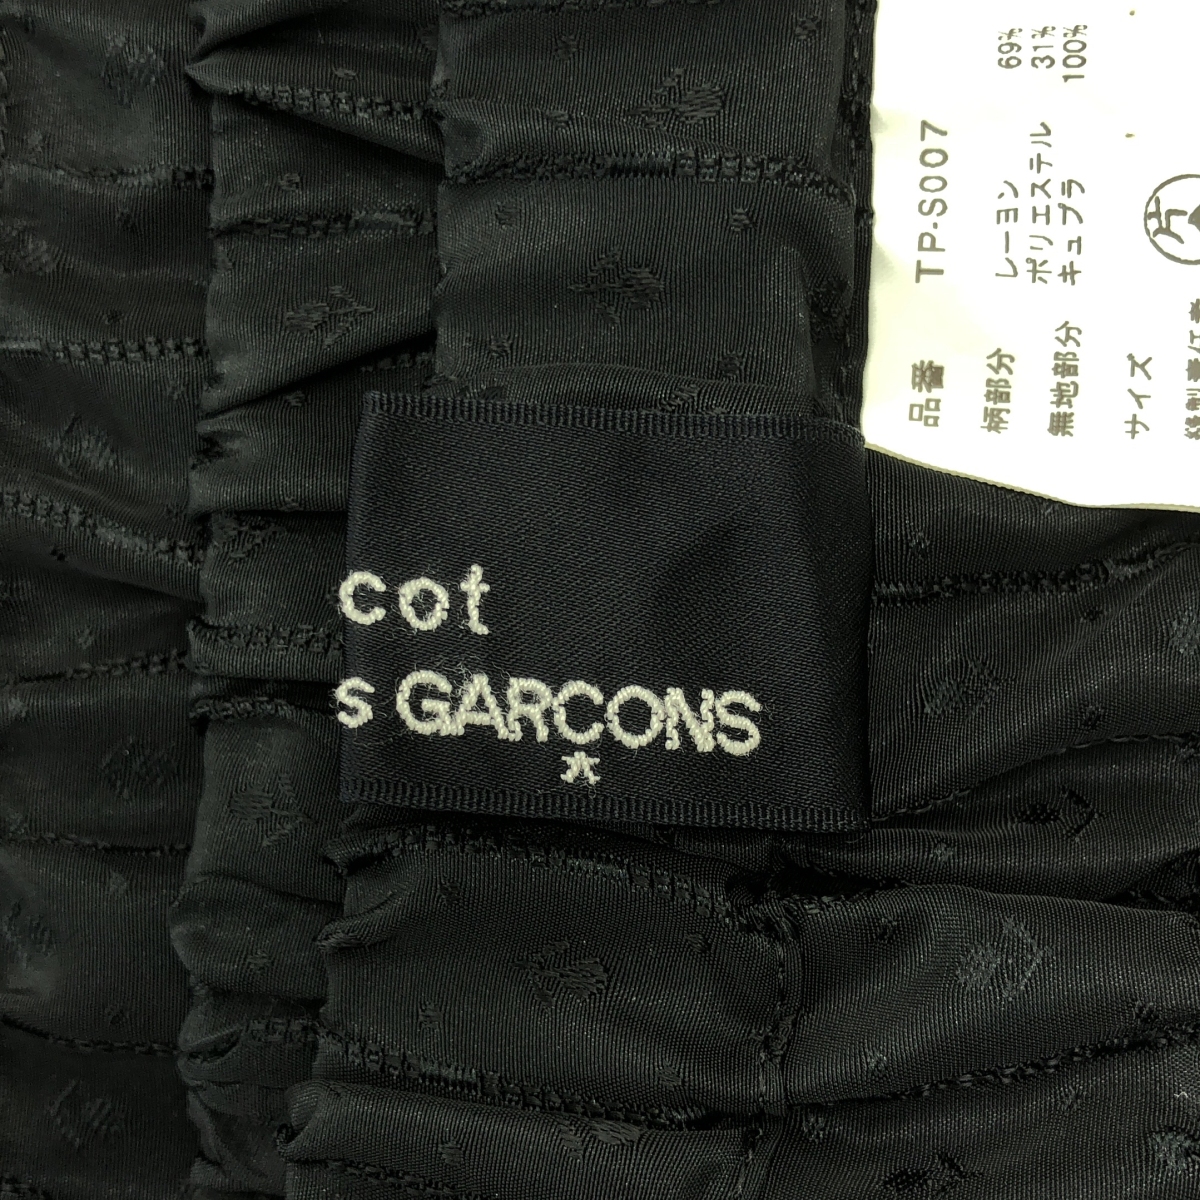 cot
s GARCONS
*
品番 TP-S007
柄部分 レーヨン 69%
ポリエステル 31%
無地部分 キュプラ 100%
サイズ